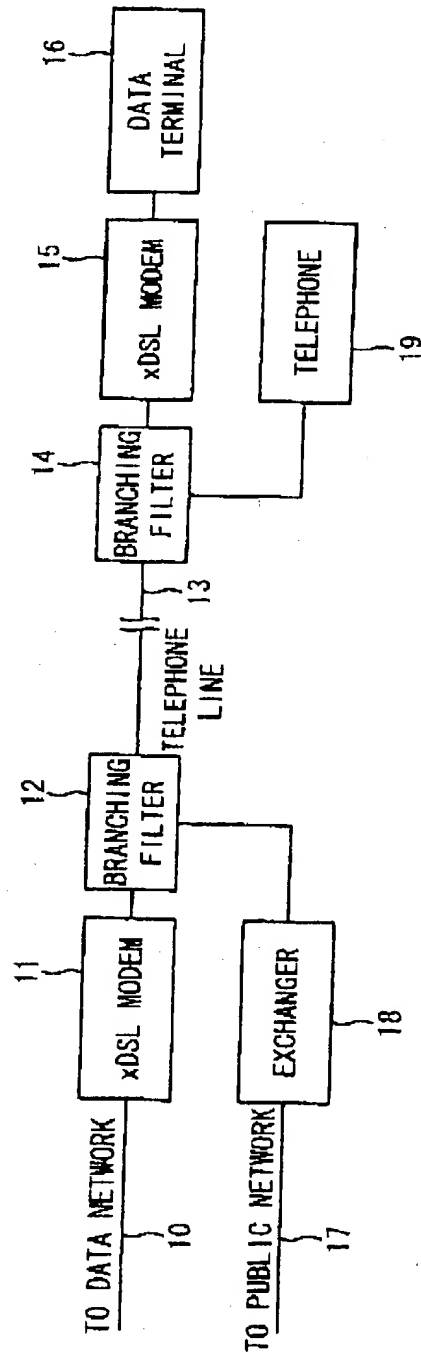 TO DATA NETWORK
10
11
xDSL MODEM
12
BRANCHING
FILTER
TELEPHONE
LINE
13
14
BRANCHING
FILTER
15
xDSL MODEM
16
DATA
TERMINAL
TO PUBLIC NETWORK
17
EXCHANGER
18
TELEPHONE
19